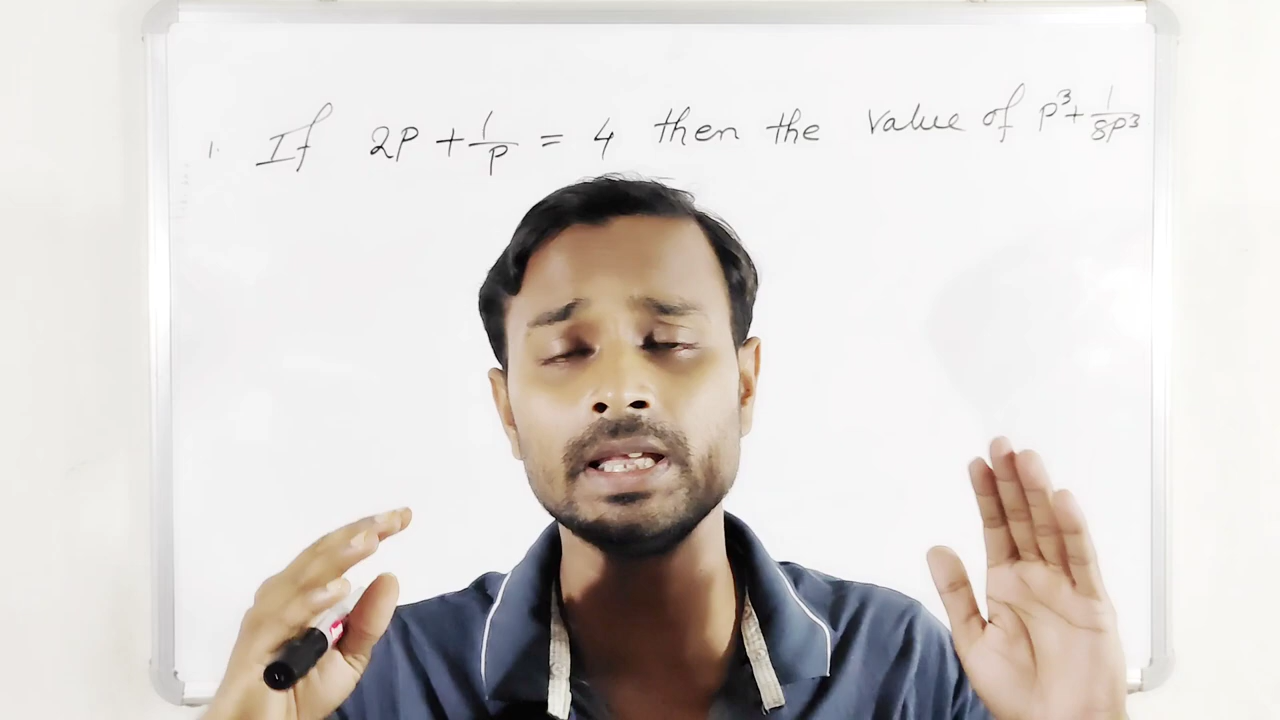 1. If 2P + 1/P = 4 then the value of P³ + 1/8P³